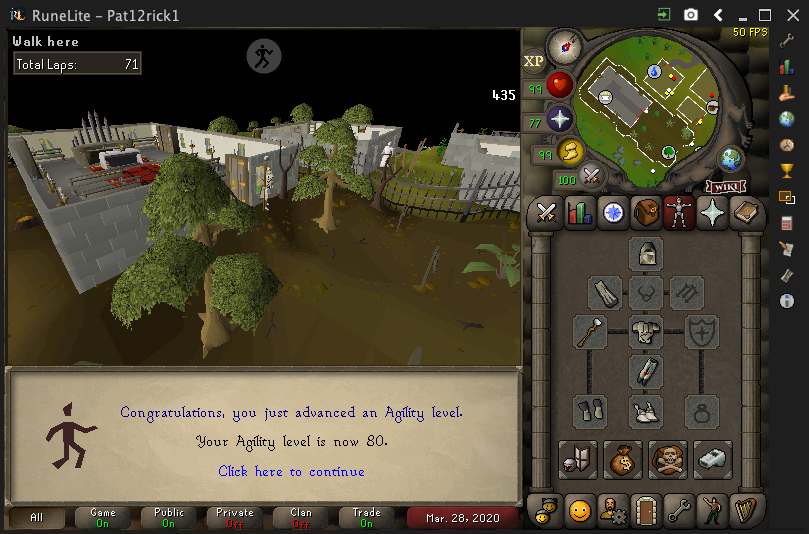 RuneLite - Pat12rick1
Walk here
50 FPS
Total Laps: 71
XP
435
99
77
99
100
WIKI
Congratulations, you just advanced an Agility level.
Your Agility level is now 80.
Click here to continue
All
Game
On
Public
On
Private
Off
Clan
Off
Trade
On
Mar. 28, 2020